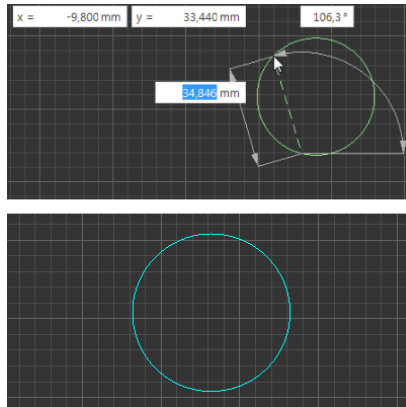 x = -9,800 mm y = 33,440 mm 106,3 °
34,846 mm